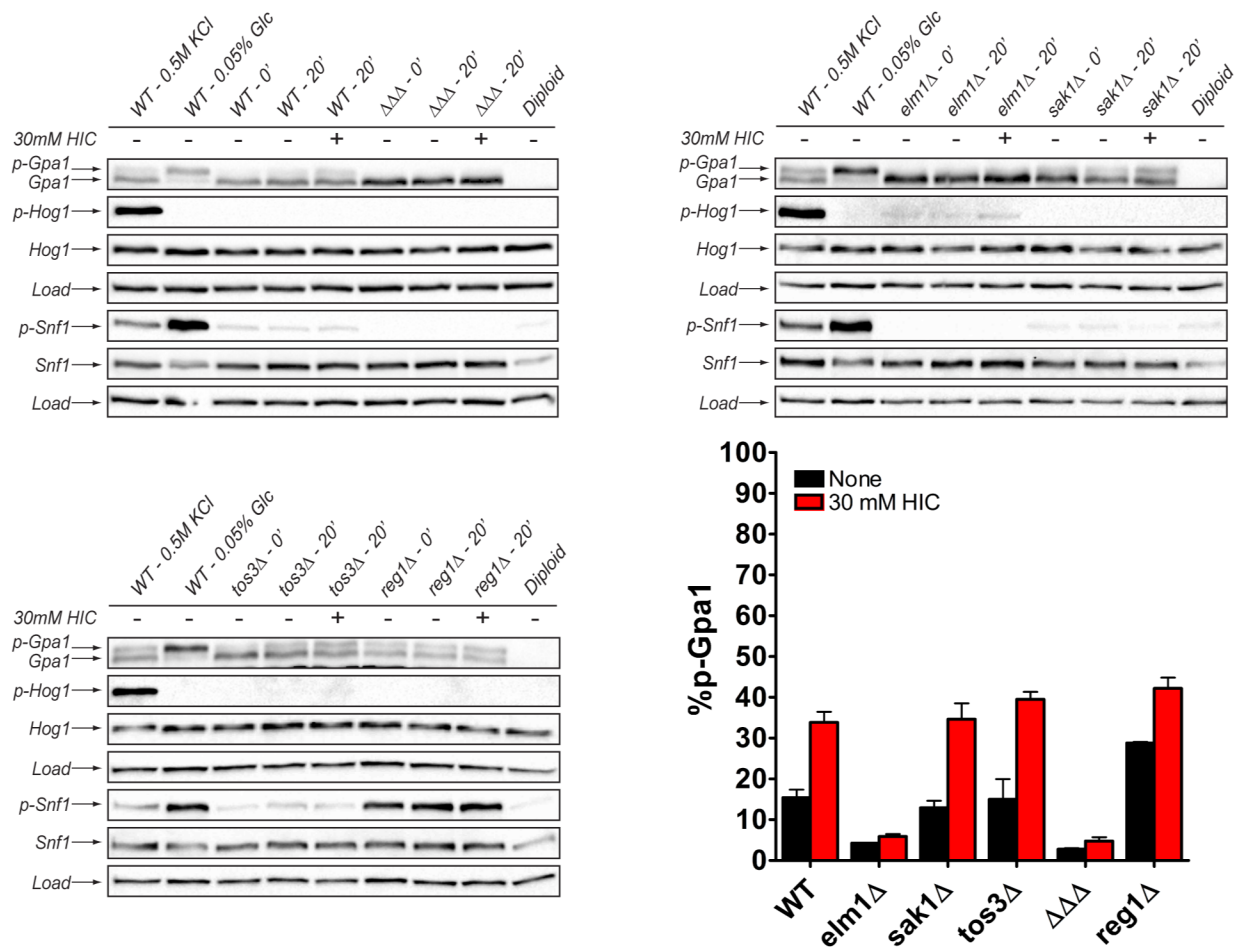 WT - 0.5M KCl
WT - 0.05% Glc
WT - 0'
WT - 20'
WT - 20'
ΔΔΔ - 0'
ΔΔΔ - 20'
ΔΔΔ - 20'
Diploid
30mM HIC - - - - + - - + -
p-Gpa1
Gpa1
p-Hog1
Hog1
Load
p-Snf1
Snf1
Load
WT - 0.5M KCl
WT - 0.05% Glc
elm1Δ - 0'
elm1Δ - 20'
elm1Δ - 20'
sak1Δ - 0'
sak1Δ - 20'
sak1Δ - 20'
Diploid
30mM HIC - - - - + - - + -
p-Gpa1
Gpa1
p-Hog1
Hog1
Load
p-Snf1
Snf1
Load
WT - 0.5M KCl
WT - 0.05% Glc
tos3Δ - 0'
tos3Δ - 20'
tos3Δ - 20'
reg1Δ - 0'
reg1Δ - 20'
reg1Δ - 20'
Diploid
30mM HIC - - - - + - - + -
p-Gpa1
Gpa1
p-Hog1
Hog1
Load
p-Snf1
Snf1
Load
%p-Gpa1
100
90
80
70
60
50
40
30
20
10
0
None
30 mM HIC
WT
elm1Δ
sak1Δ
tos3Δ
ΔΔΔ
reg1Δ